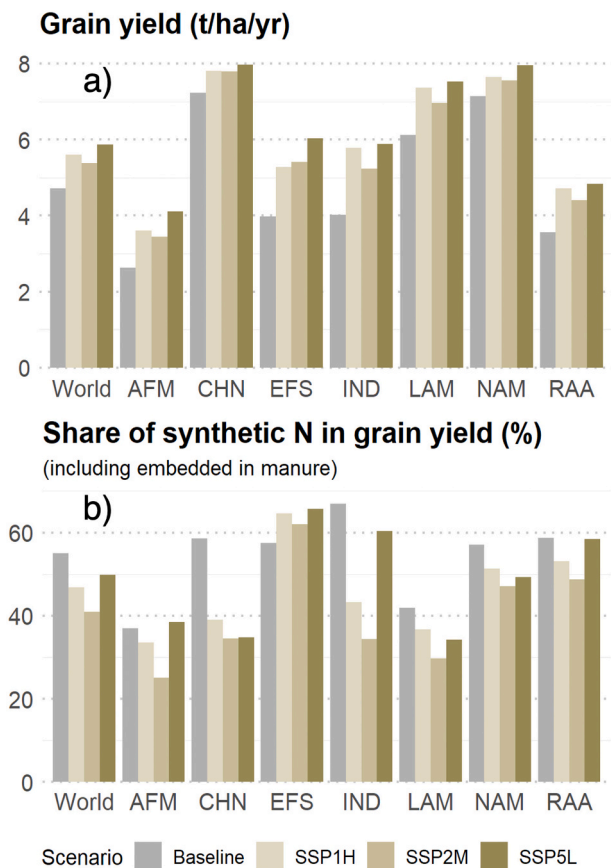 Grain yield (t/ha/yr)
a)
8
6
4
2
0
World AFM CHN EFS IND LAM NAM RAA
Share of synthetic N in grain yield (%)
(including embedded in manure)
b)
60
40
20
0
World AFM CHN EFS IND LAM NAM RAA
Scenario Baseline SSP1H SSP2M SSP5L